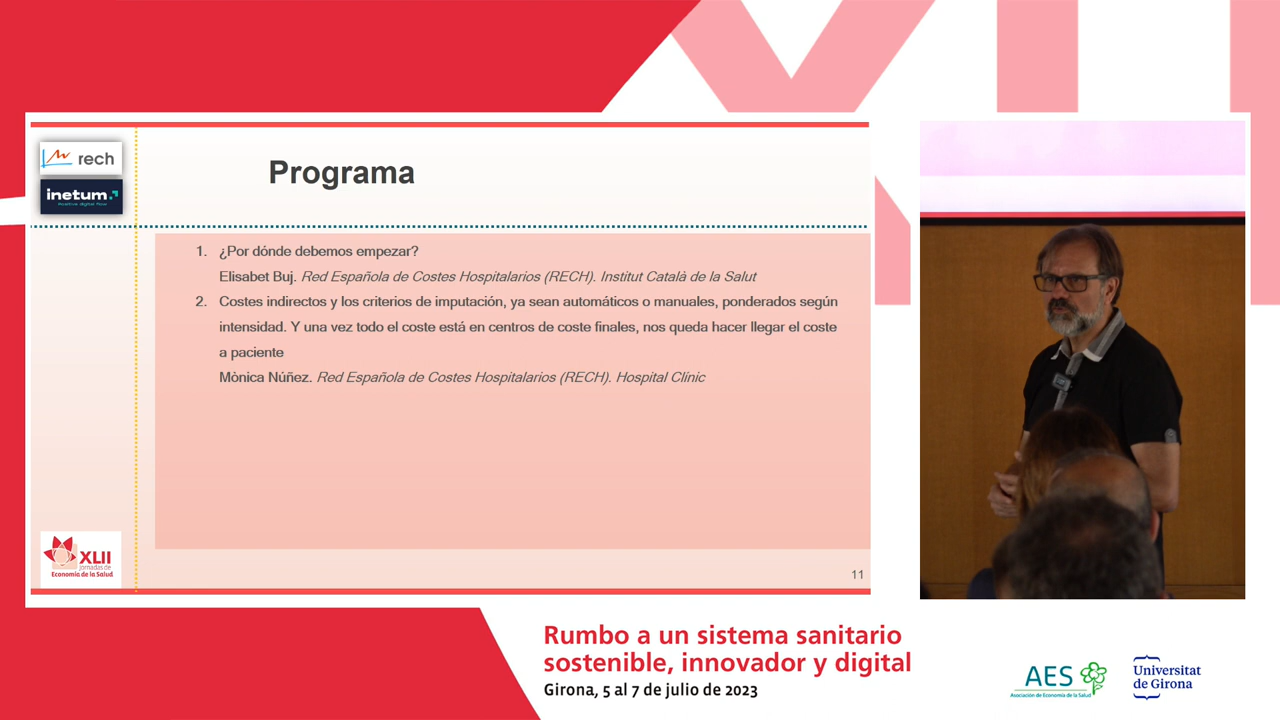 rech
inetum.
Positive digital flow
Programa
1. ¿Por dónde debemos empezar?
Elisabet Buj. Red Española de Costes Hospitalarios (RECH). Institut Català de la Salut
2. Costes indirectos y los criterios de imputación, ya sean automáticos o manuales, ponderados según
intensidad. Y una vez todo el coste está en centros de coste finales, nos queda hacer llegar el coste
a paciente
Mònica Núñez. Red Española de Costes Hospitalarios (RECH). Hospital Clínic
XLII
Jornadas de
Economía de la Salud
11
Rumbo a un sistema sanitario
sostenible, innovador y digital
Girona, 5 al 7 de julio de 2023
AES
Asociación de Economía de la Salud
Universitat
de Girona